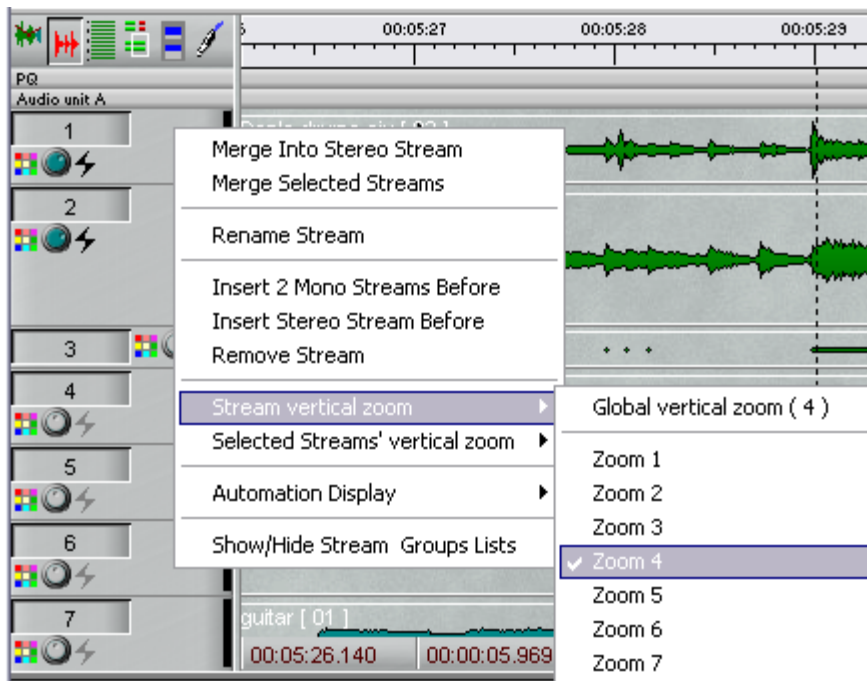 00:05:27 00:05:28 00:05:29
PQ
Audio unit A
1
2
3
4
5
6
7
Merge Into Stereo Stream
Merge Selected Streams
Rename Stream
Insert 2 Mono Streams Before
Insert Stereo Stream Before
Remove Stream
Stream vertical zoom
Selected Streams' vertical zoom
Automation Display
Show/Hide Stream Groups Lists
Global vertical zoom ( 4 )
Zoom 1
Zoom 2
Zoom 3
Zoom 4
Zoom 5
Zoom 6
Zoom 7
guitar [ 01 ]
00:05:26.140 00:00:05.969